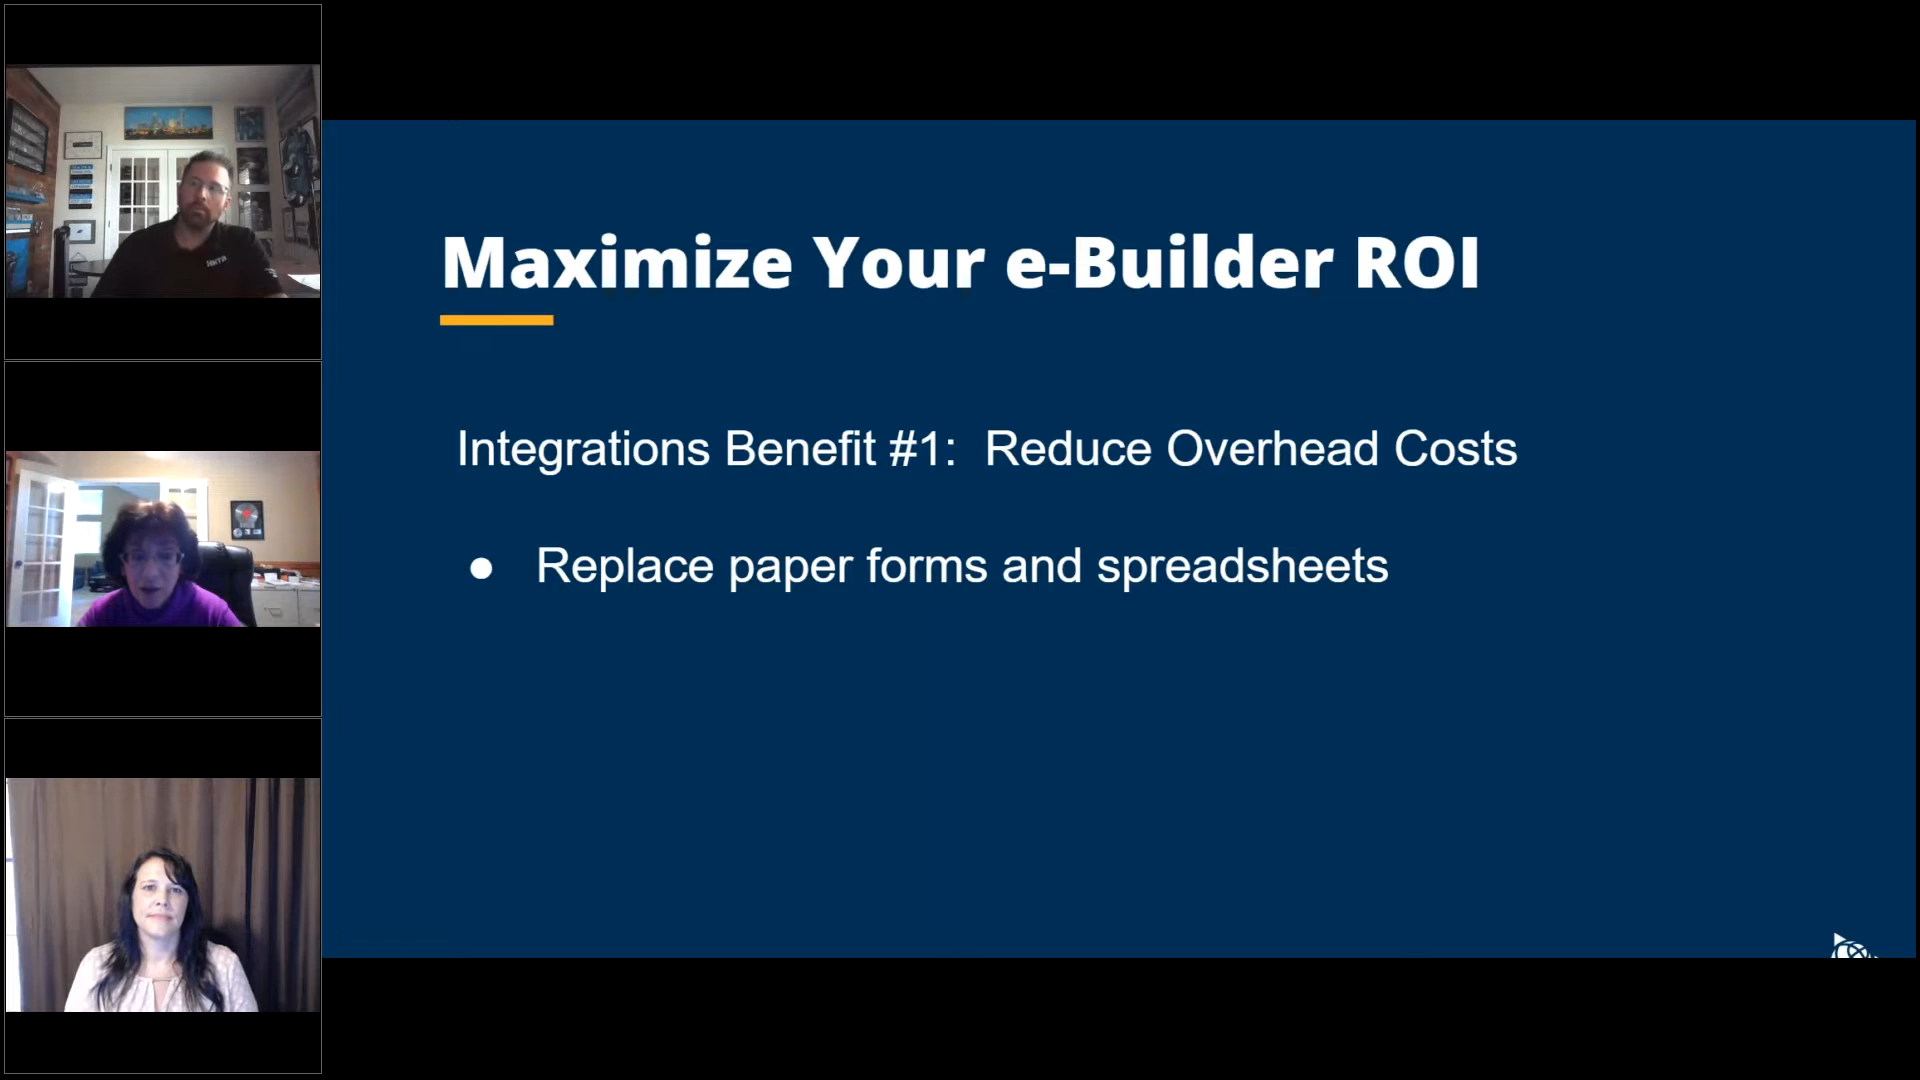 Maximize Your e-Builder ROI
Integrations Benefit #1:  Reduce Overhead Costs
● Replace paper forms and spreadsheets